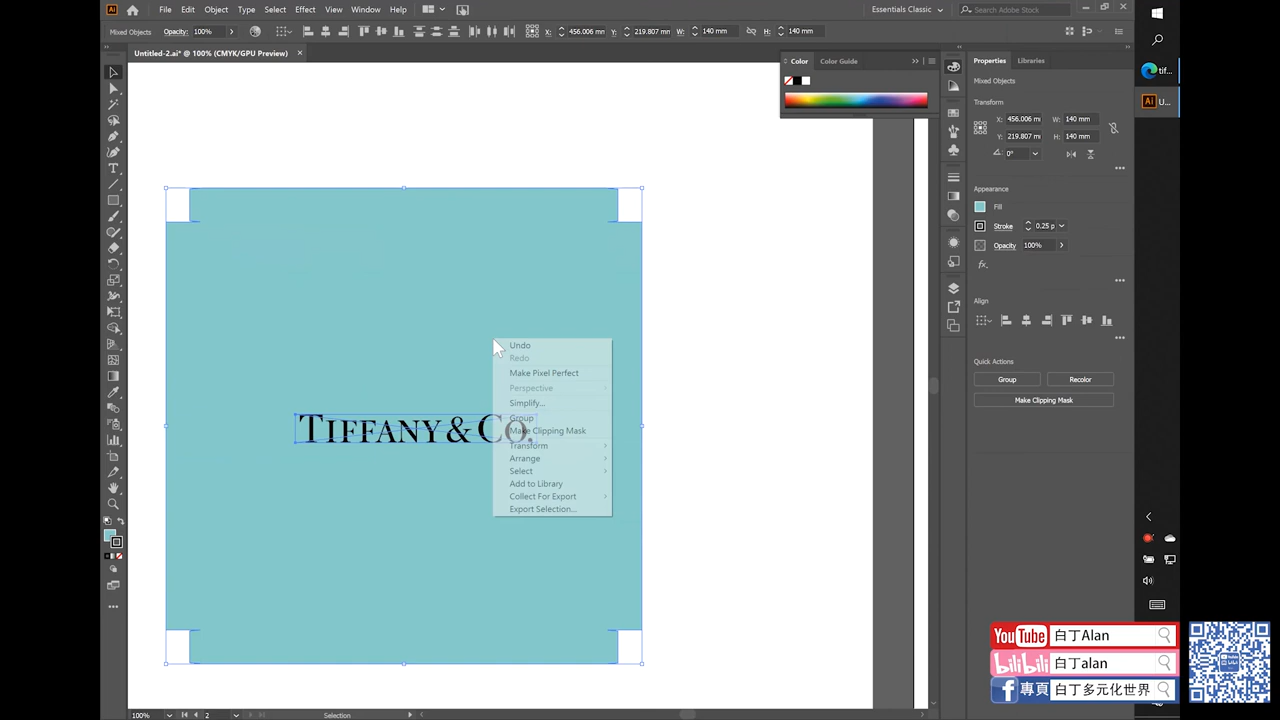 File Edit Object Type Select Effect View Window Help
Essentials Classic
Search Adobe Stock
Mixed Objects Opacity: 100% X: 456.006 mm Y: 219.807 mm W: 140 mm H: 140 mm
Untitled-2.ai* @ 100% (CMYK/GPU Preview) ×
Color Color Guide
Properties Libraries
Mixed Objects
Transform
X: 456.006 mi W: 140 mm
Y: 219.807 mi H: 140 mm
0°
Appearance
Fill
Stroke 0.25 p
Opacity 100%
fx.
Align
Quick Actions
Group Recolor
Make Clipping Mask
TIFFANY & CO.
Undo
Redo
Make Pixel Perfect
Perspective
Simplify...
Group
Make Clipping Mask
Transform
Arrange
Select
Add to Library
Collect For Export
Export Selection...
tif...
Ai U...
YouTube 白丁Alan
bilibili 白丁alan
f 專頁 白丁多元化世界
100% 2 Selection